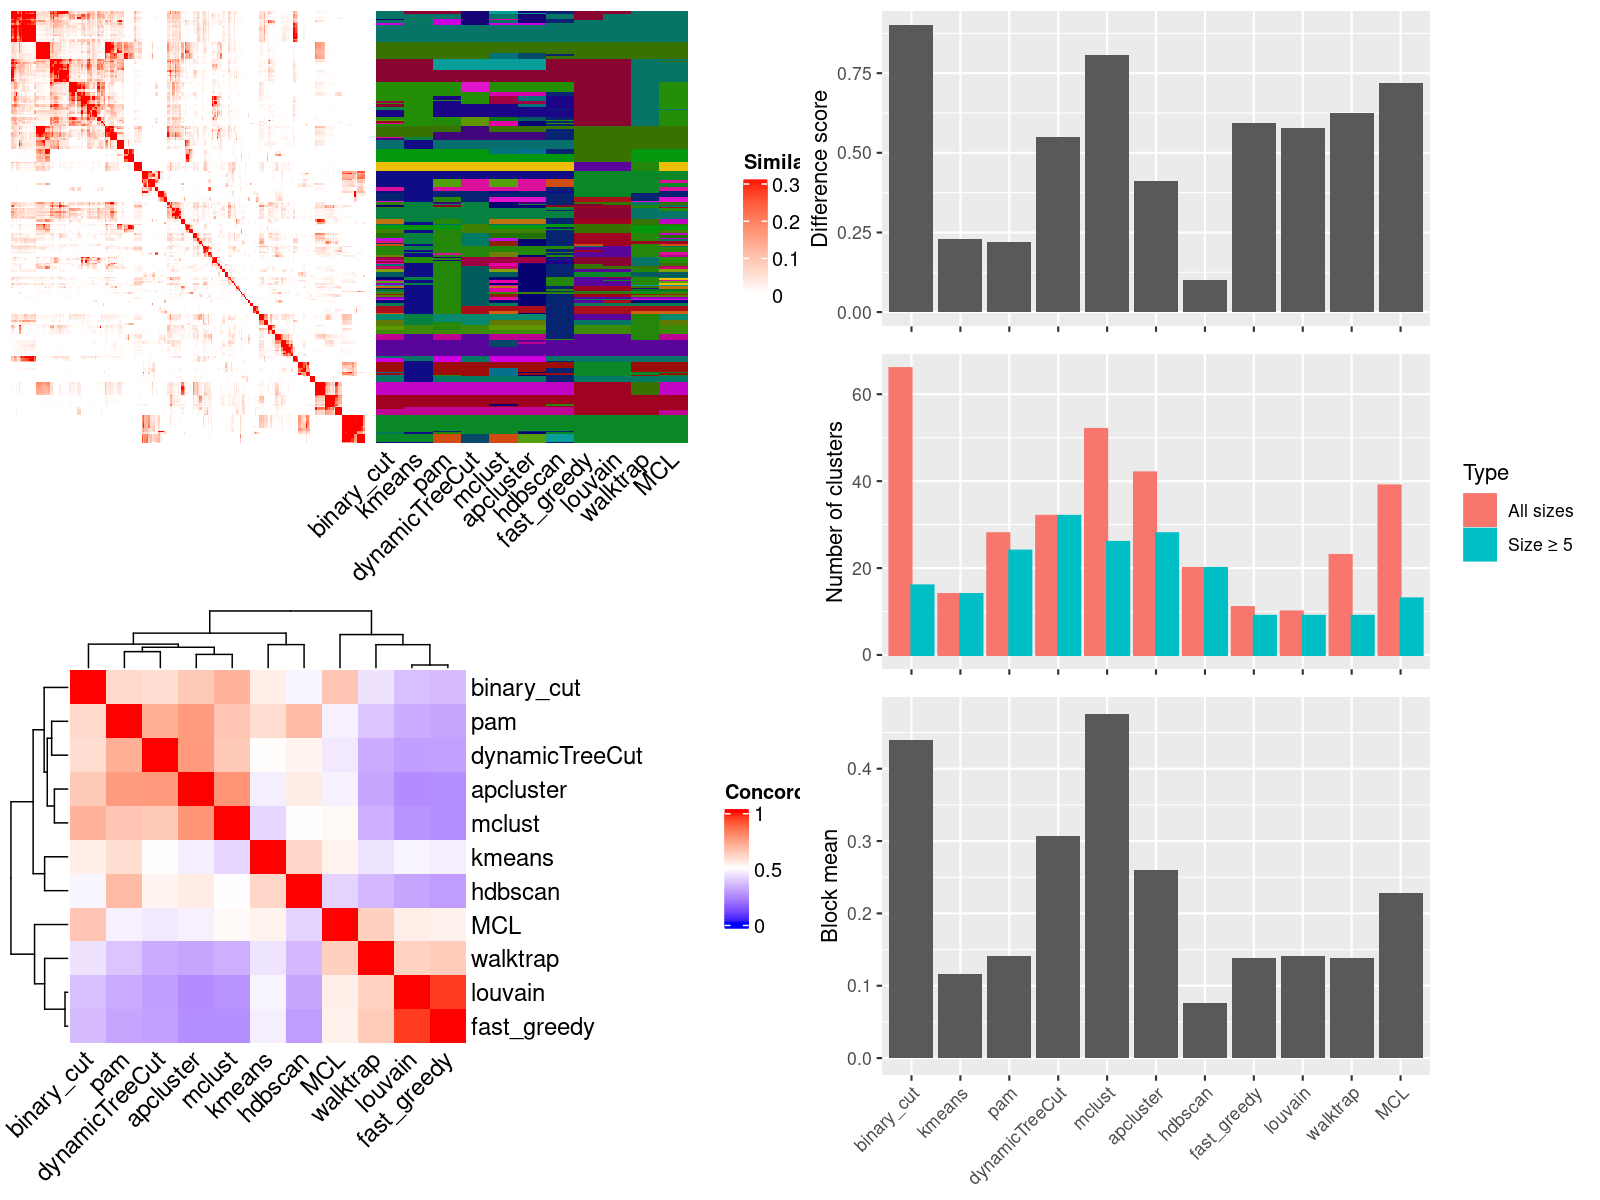 Simila
0.3
0.2
0.1
0
binary_cut
kmeans
pam
dynamicTreeCut
mclust
apcluster
hdbscan
fast_greedy
louvain
walktrap
MCL
binary_cut
pam
dynamicTreeCut
apcluster
mclust
kmeans
hdbscan
MCL
walktrap
louvain
fast_greedy
binary_cut
pam
dynamicTreeCut
apcluster
mclust
kmeans
hdbscan
MCL
walktrap
louvain
fast_greedy
Concord
1
0.5
0
Difference score
0.75
0.50
0.25
0.00
Number of clusters
60
40
20
0
Type
All sizes
Size ≥ 5
Block mean
0.4
0.3
0.2
0.1
0.0
binary_cut
kmeans
pam
dynamicTreeCut
mclust
apcluster
hdbscan
fast_greedy
louvain
walktrap
MCL